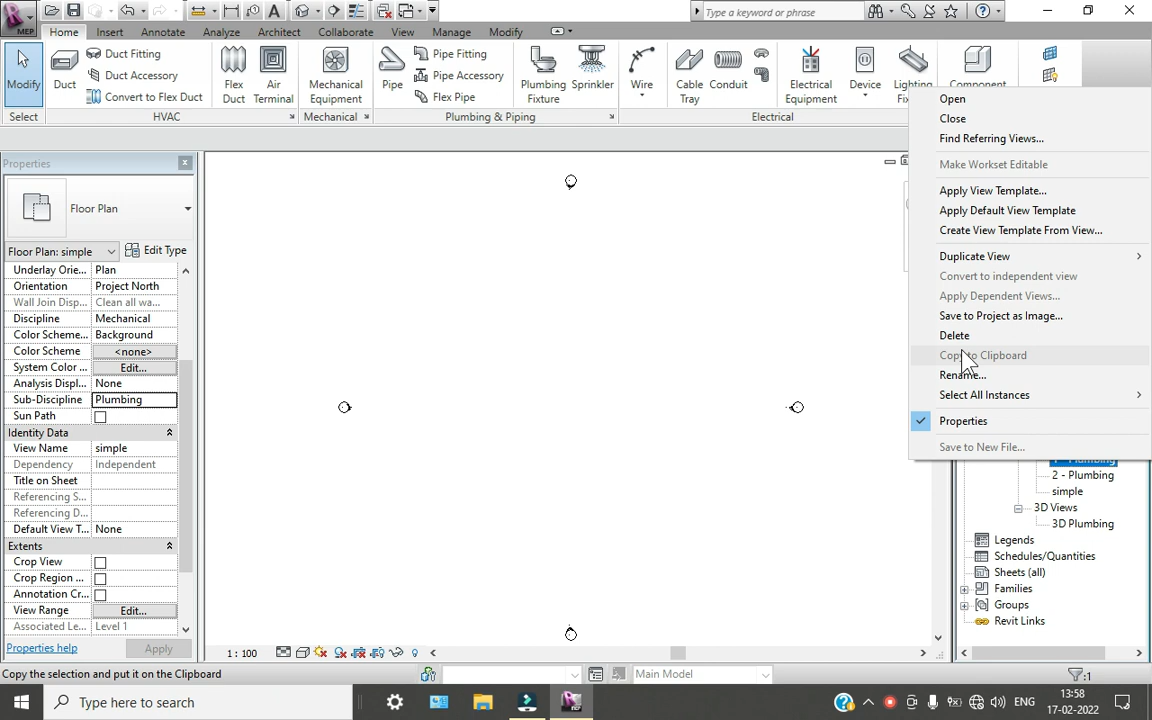 Type a keyword or phrase
MEP
Home Insert Annotate Analyze Architect Collaborate View Manage Modify
Modify
Duct
Duct Fitting
Duct Accessory
Convert to Flex Duct
Flex Duct
Air Terminal
Mechanical Equipment
Pipe
Pipe Fitting
Pipe Accessory
Flex Pipe
Plumbing Fixture
Sprinkler
Wire
Cable Tray
Conduit
Electrical Equipment
Device
Lighting
Component
Select HVAC Mechanical Plumbing & Piping Electrical
Properties
Floor Plan
Floor Plan: simple Edit Type
Underlay Orie... Plan
Orientation Project North
Wall Join Disp... Clean all wa...
Discipline Mechanical
Color Scheme... Background
Color Scheme <none>
System Color ... Edit...
Analysis Displ... None
Sub-Discipline Plumbing
Sun Path
Identity Data
View Name simple
Dependency Independent
Title on Sheet
Referencing S...
Referencing D...
Default View T... None
Extents
Crop View
Crop Region ...
Annotation Cr...
View Range Edit...
Associated Le... Level 1
Properties help Apply
1 : 100
Open
Close
Find Referring Views...
Make Workset Editable
Apply View Template...
Apply Default View Template
Create View Template From View...
Duplicate View
Convert to independent view
Apply Dependent Views...
Save to Project as Image...
Delete
Copy to Clipboard
Rename...
Select All Instances
Properties
Save to New File...
1 - Plumbing
2 - Plumbing
simple
3D Views
3D Plumbing
Legends
Schedules/Quantities
Sheets (all)
Families
Groups
Revit Links
Copy the selection and put it on the Clipboard
Main Model
:1
Type here to search
ENG
13:58
17-02-2022